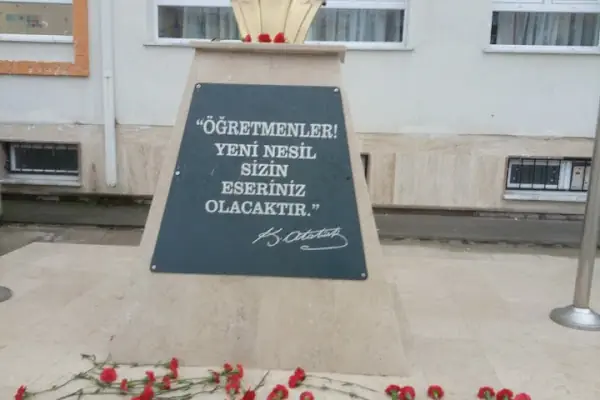 “ÖĞRETMENLER!
YENİ NESİL
SİZİN
ESERİNİZ
OLACAKTIR.”
K. Atatürk